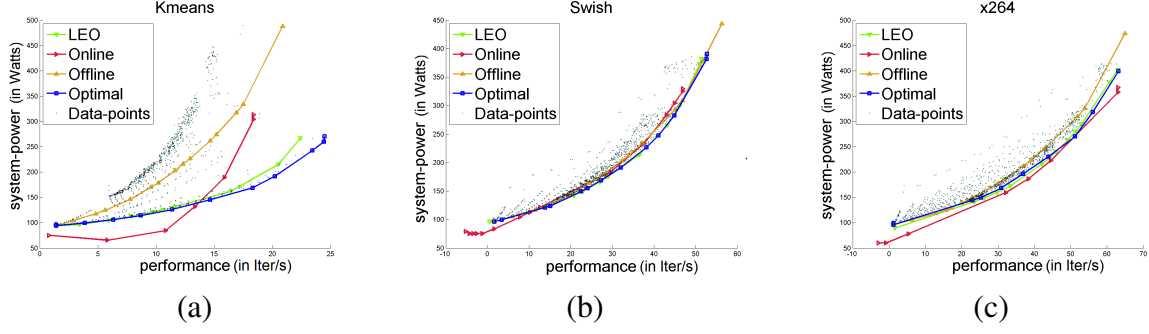 Kmeans
500
450
400
350
300
250
200
150
100
50
0 5 10 15 20 25
system-power (in Watts)
performance (in Iter/s)
LEO
Online
Offline
Optimal
Data-points
(a)
Swish
450
400
350
300
250
200
150
100
50
-10 0 10 20 30 40 50 60
system-power (in Watts)
performance (in Iter/s)
LEO
Online
Offline
Optimal
Data-points
(b)
x264
500
450
400
350
300
250
200
150
100
50
-10 0 10 20 30 40 50 60 70
system-power (in Watts)
performance (in Iter/s)
LEO
Online
Offline
Optimal
Data-points
(c)